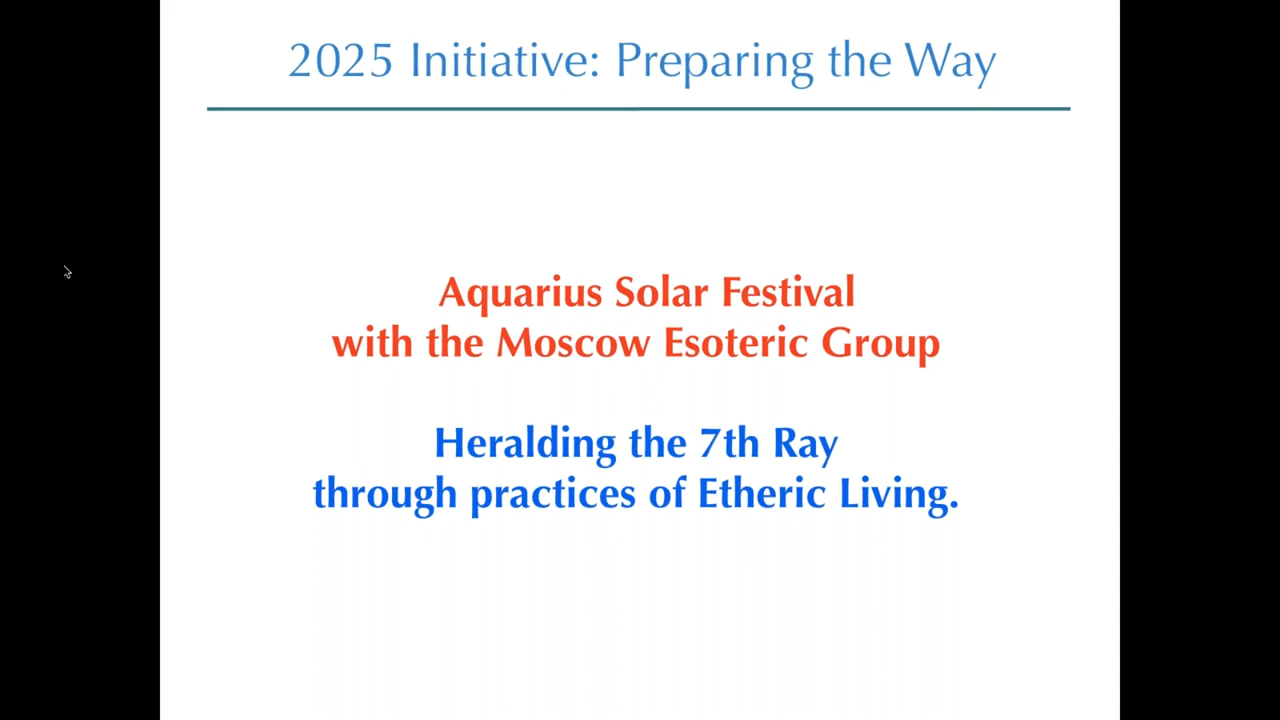 2025 Initiative: Preparing the Way
Aquarius Solar Festival
with the Moscow Esoteric Group
Heralding the 7th Ray
through practices of Etheric Living.